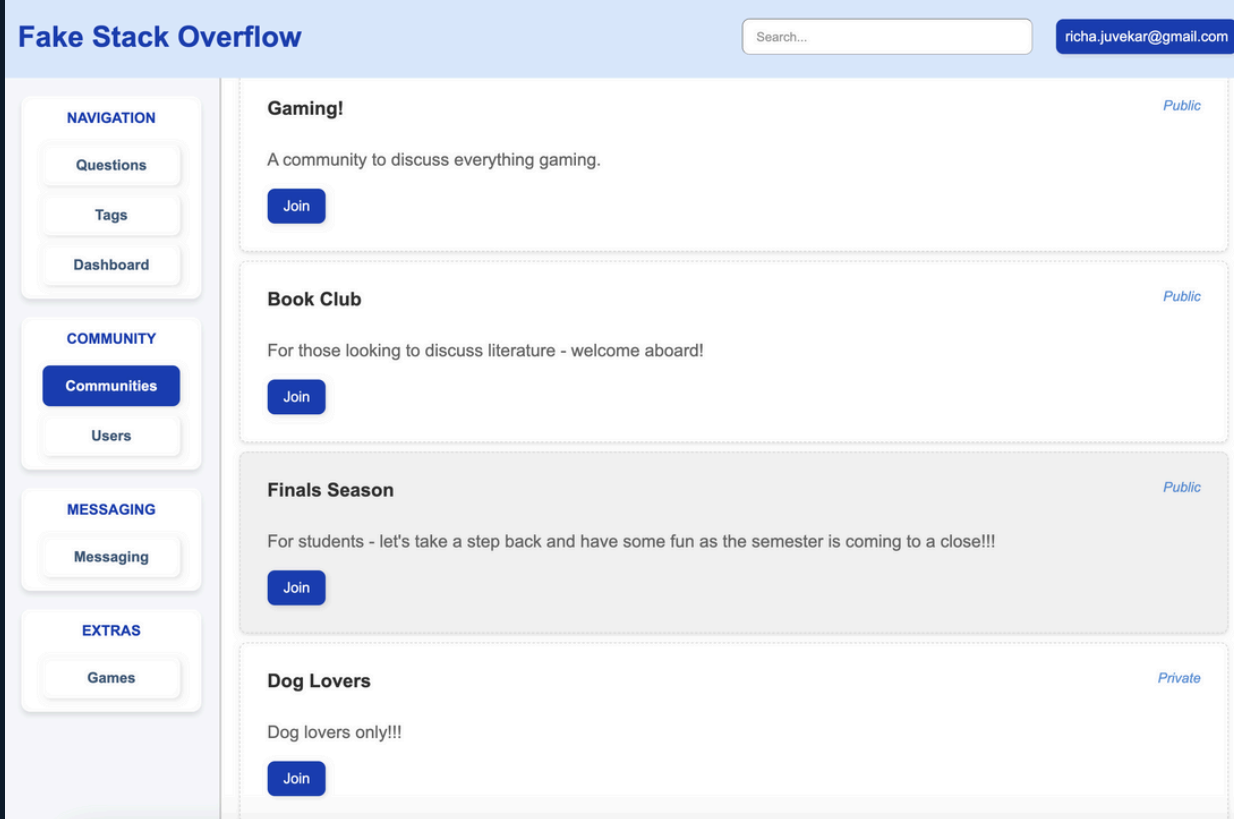 Fake Stack Overflow
Search...
richa.juvekar@gmail.com
NAVIGATION
Questions
Tags
Dashboard
COMMUNITY
Communities
Users
MESSAGING
Messaging
EXTRAS
Games
Gaming!
Public
A community to discuss everything gaming.
Join
Book Club
Public
For those looking to discuss literature - welcome aboard!
Join
Finals Season
Public
For students - let's take a step back and have some fun as the semester is coming to a close!!!
Join
Dog Lovers
Private
Dog lovers only!!!
Join